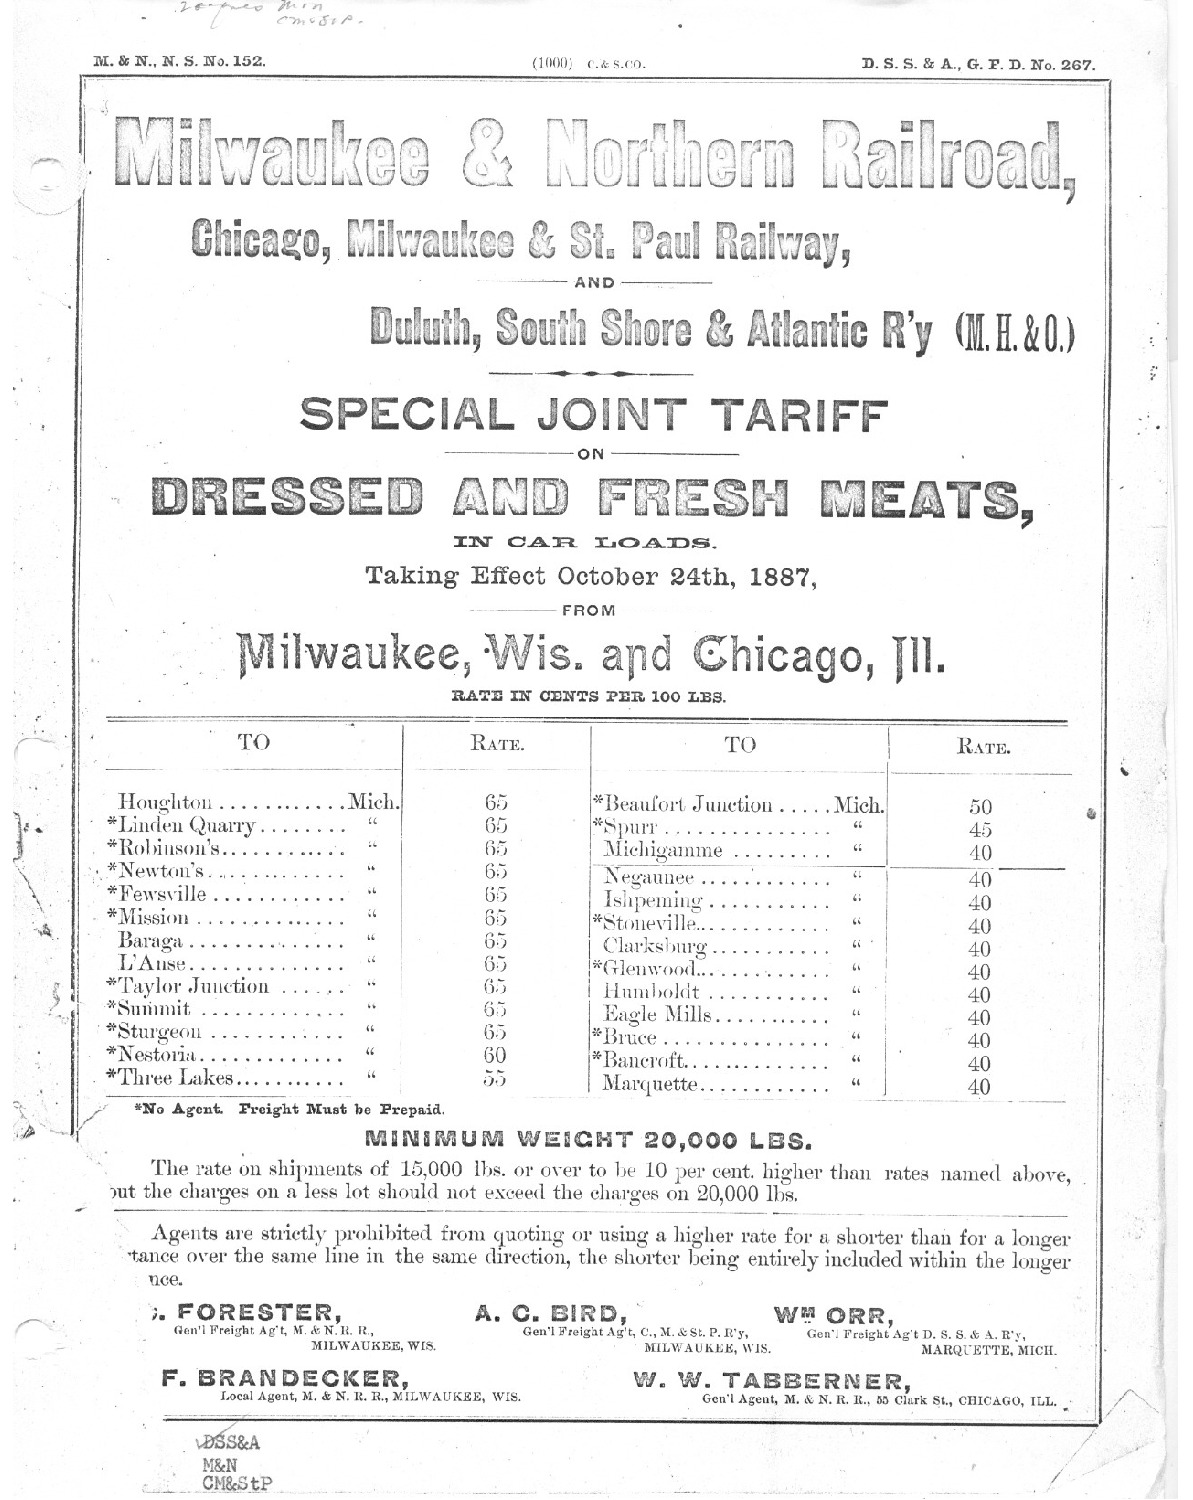 CM&StP.
M. & N., N. S. No. 152. (1000) C. & S. CO. D. S. S. & A., G. F. D. No. 267.
Milwaukee & Northern Railroad,
Chicago, Milwaukee & St. Paul Railway,
AND
Duluth, South Shore & Atlantic R'y (M. H. & O.)
SPECIAL JOINT TARIFF
ON
DRESSED AND FRESH MEATS,
IN CAR LOADS.
Taking Effect October 24th, 1887,
FROM
Milwaukee, Wis. and Chicago, Ill.
RATE IN CENTS PER 100 LBS.
TO RATE. TO RATE.
Houghton ............Mich. 65 *Beaufort Junction .....Mich. 50
*Linden Quarry........ “ 65 *Spurr ............... “ 45
*Robinson's............ “ 65 Michigamme ......... “ 40
*Newton's............. “ 65 Negaunee ............ “ 40
*Fewsville ............ “ 65 Ishpeming ........... “ 40
*Mission .............. “ 65 *Stoneville............ “ 40
Baraga ............... “ 65 Clarksburg........... “ 40
L'Anse............... “ 65 *Glenwood............ “ 40
*Taylor Junction ...... “ 65 Humboldt ........... “ 40
*Summit ............. “ 65 Eagle Mills........... “ 40
*Sturgeon ............ “ 65 *Bruce ............... “ 40
*Nestoria............. “ 60 *Bancroft............. “ 40
*Three Lakes........... “ 55 Marquette............ “ 40
*No Agent. Freight Must be Prepaid.
MINIMUM WEIGHT 20,000 LBS.
The rate on shipments of 15,000 lbs. or over to be 10 per cent. higher than rates named above,
out the charges on a less lot should not exceed the charges on 20,000 lbs.
Agents are strictly prohibited from quoting or using a higher rate for a shorter than for a longer
tance over the same line in the same direction, the shorter being entirely included within the longer
nce.
FORESTER, A. C. BIRD, WM ORR,
Gen'l Freight Ag't, M. & N. R. R., Gen'l Freight Ag't, C., M. & St. P. R'y, Gen'l Freight Ag't D. S. S. & A. R'y,
MILWAUKEE, WIS. MILWAUKEE, WIS. MARQUETTE, MICH.
F. BRANDECKER, W. W. TABBERNER,
Local Agent, M. & N. R. R., MILWAUKEE, WIS. Gen'l Agent, M. & N. R. R., 55 Clark St., CHICAGO, ILL.
DSS&A
M&N
CM&StP